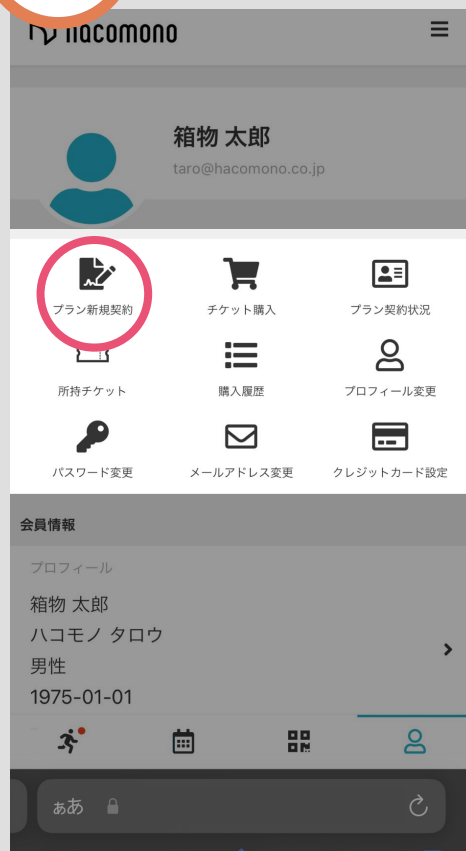 hacomono
箱物 太郎
taro@hacomono.co.jp
プラン新規契約
チケット購入
プラン契約状況
所持チケット
購入履歴
プロフィール変更
パスワード変更
メールアドレス変更
クレジットカード設定
会員情報
プロフィール
箱物 太郎
ハコモノ タロウ
男性
1975-01-01
ぁあ